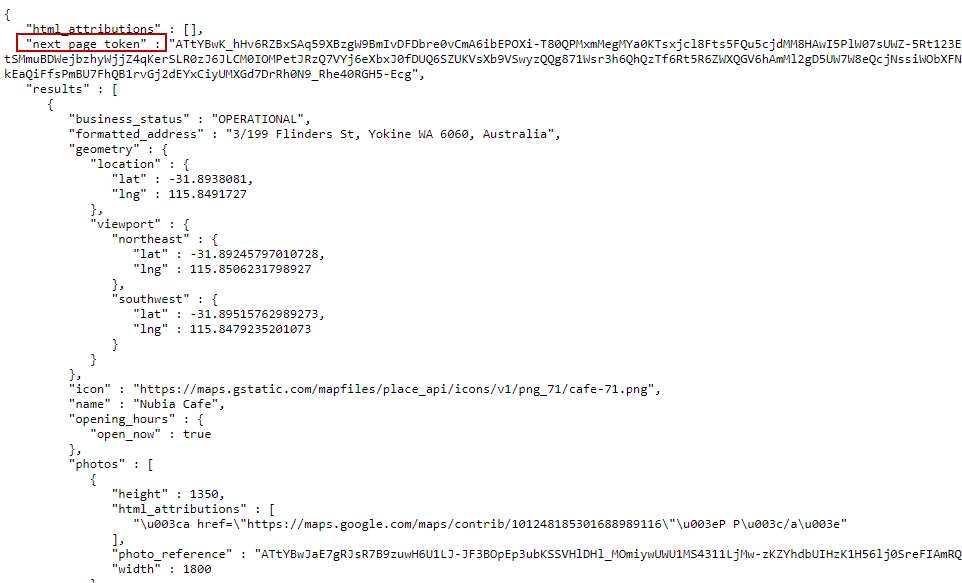 {
"html_attributions" : [],
"next_page_token" : "ATtYBwK_hHv6RZBxSAq59XBzgW9BmIvDFDbre0vCmA6ibEPOXi-T80QPMxmMegMYa0KTsxjcl8Fts5FQu5cjdMM8HAwI5PlW07sUWZ-5Rt123E
tSMmuBDWejbzhyWjjZ4qKerSLR0zJ6JLCM0IOMPetJRzQ7VYj6eXbxJ0fDUQ6SZUKVsXb9VSwyzQQg871Wsr3h6QhQzTf6Rt5R6ZWXQGV6hAmMl2gD5UW7W8eQcjNssiWObXFN
kEaQiFfsPmBU7FhQB1rvGj2dEYxCiyUMXGd7DrRh0N9_Rhe40RGH5-Ecg",
"results" : [
{
"business_status" : "OPERATIONAL",
"formatted_address" : "3/199 Flinders St, Yokine WA 6060, Australia",
"geometry" : {
"location" : {
"lat" : -31.8938081,
"lng" : 115.8491727
},
"viewport" : {
"northeast" : {
"lat" : -31.89245797010728,
"lng" : 115.8506231798927
},
"southwest" : {
"lat" : -31.89515762989273,
"lng" : 115.8479235201073
}
}
},
"icon" : "https://maps.gstatic.com/mapfiles/place_api/icons/v1/png_71/cafe-71.png",
"name" : "Nubia Cafe",
"opening_hours" : {
"open_now" : true
},
"photos" : [
{
"height" : 1350,
"html_attributions" : [
"\u003ca href=\"https://maps.google.com/maps/contrib/101248185301688989116\"\u003eP P\u003c/a\u003e"
],
"photo_reference" : "ATtYBwJaE7gRJsR7B9zuwH6U1LJ-JF3BOpEp3ubKSSVHlDHl_MOmiywUWU1MS4311LjMw-zKZYhdbUIHzK1H56lj0SreFIAmRQ
"width" : 1800